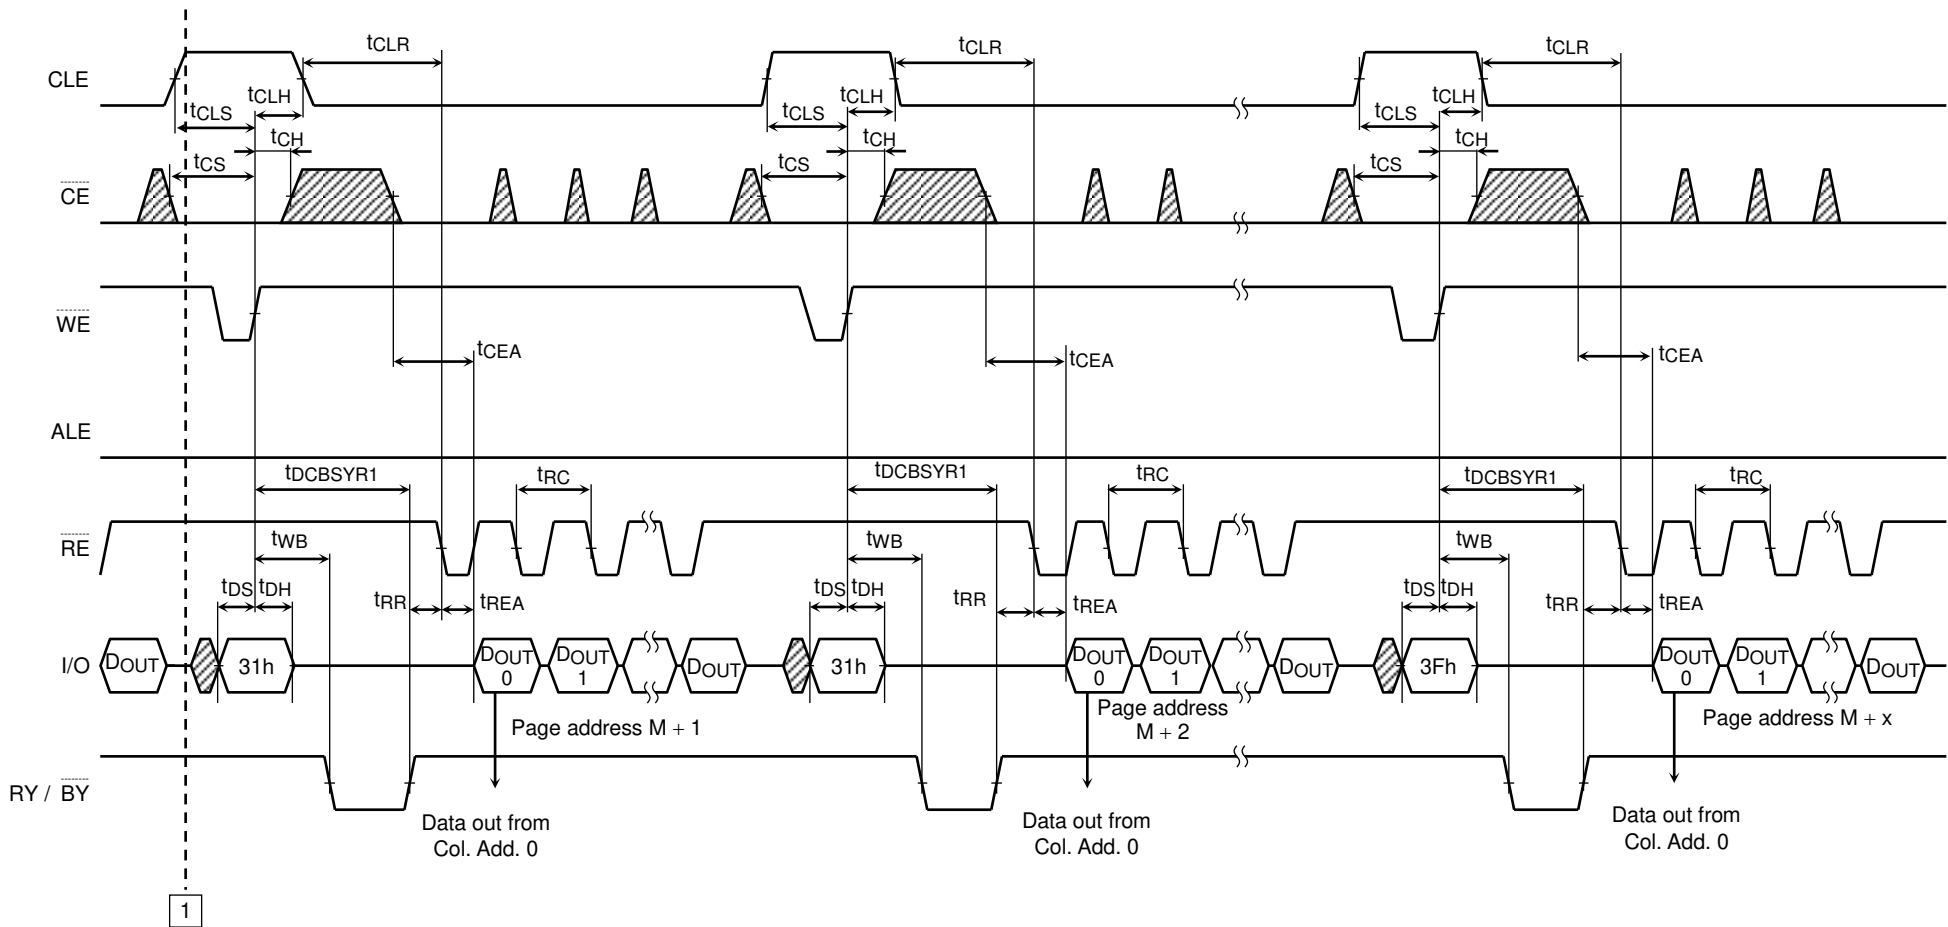 tCLR tCLR tCLR
CLE
tCLH tCLH tCLH
tCLS tCLS tCLS
tCH tCH tCH
tCS tCS tCS
CE
WE
tCEA tCEA tCEA
ALE
tDCBSYR1 tRC tDCBSYR1 tRC tDCBSYR1 tRC
RE
tWB tWB tWB
tDS tDH tDS tDH tDS tDH
tRR tREA tRR tREA tRR tREA
I/O DOUT 31h DOUT 0 DOUT 1 DOUT 31h DOUT 0 DOUT 1 DOUT 3Fh DOUT 0 DOUT 1 DOUT
Page address M + 1
Page address
M + 2
Page address M + x
RY / BY
Data out from
Col. Add. 0
Data out from
Col. Add. 0
Data out from
Col. Add. 0
1